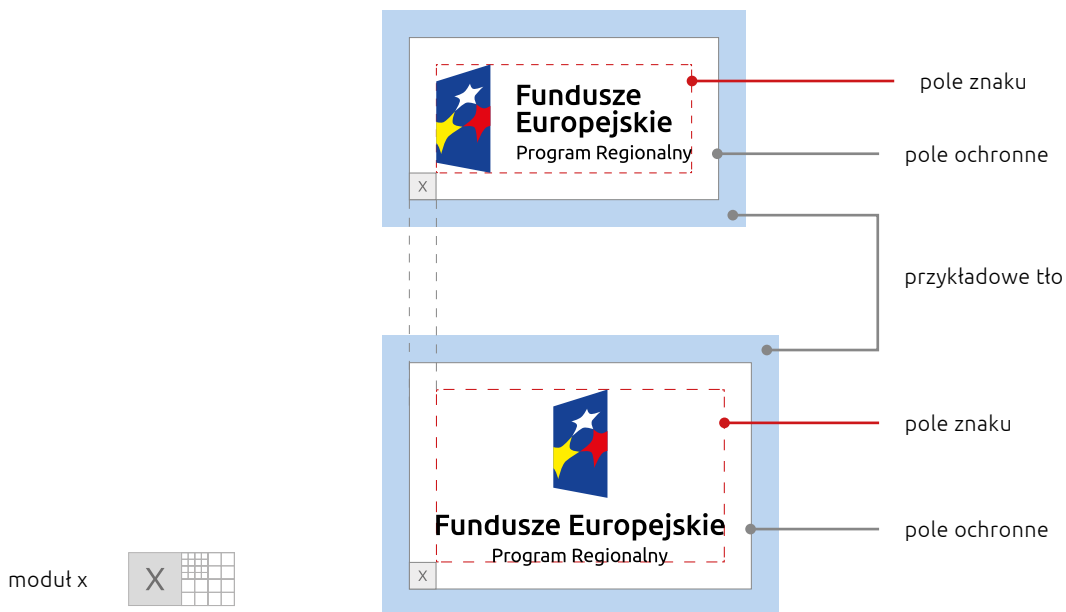 Fundusze
Europejskie
Program Regionalny
X
pole znaku
pole ochronne
przykładowe tło
Fundusze Europejskie
Program Regionalny
X
pole znaku
pole ochronne
moduł x
X